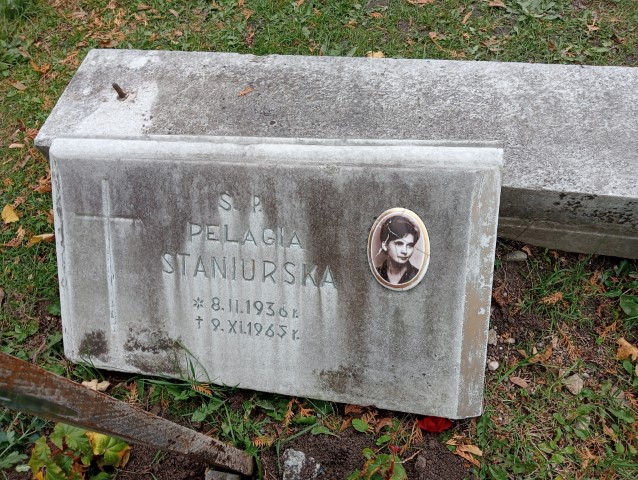 Ś. P.
PELAGIA
STANIURSKA
* 8.II.1936 r.
† 9.XI.1965 r.